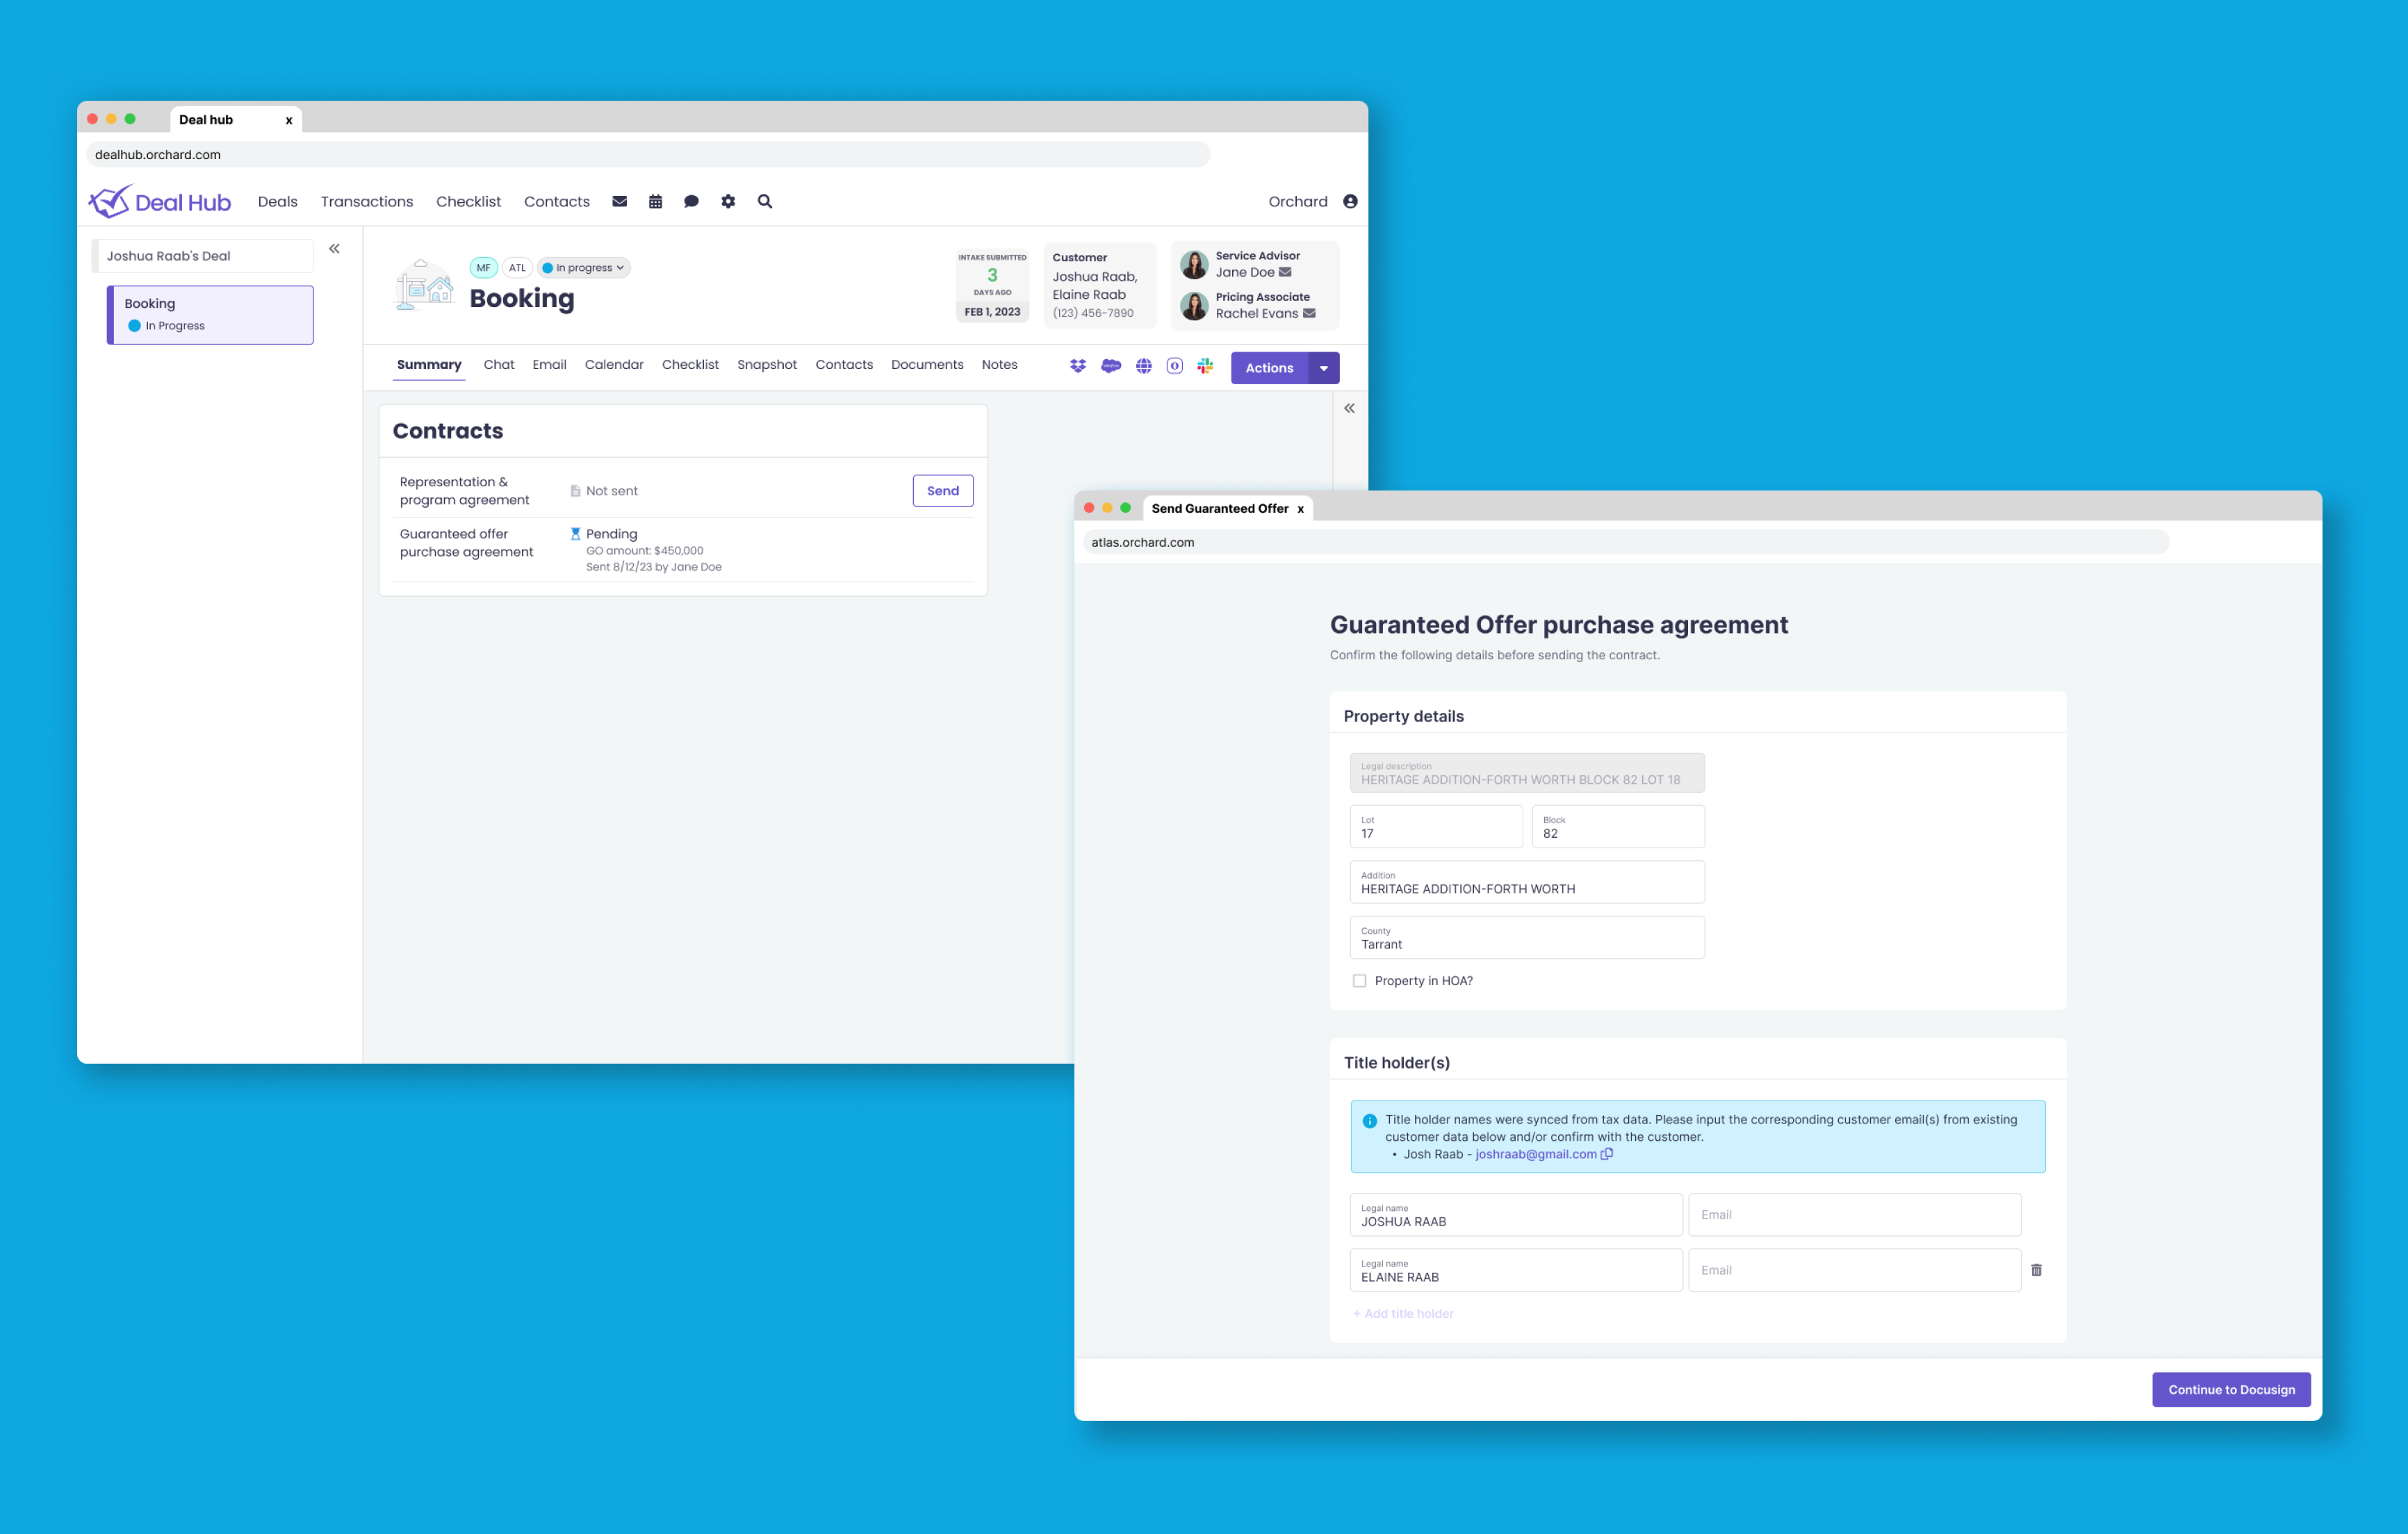 Deal hub x
dealhub.orchard.com
Deal Hub Deals Transactions Checklist Contacts Orchard
Joshua Raab's Deal
Booking
In Progress
MF ATL In progress
Booking
INTAKE SUBMITTED
3
DAYS AGO
FEB 1, 2023
Customer
Joshua Raab,
Elaine Raab
(123) 456-7890
Service Advisor
Jane Doe
Pricing Associate
Rachel Evans
Summary Chat Email Calendar Checklist Snapshot Contacts Documents Notes
Actions
Contracts
Representation &
program agreement
Not sent
Send
Guaranteed offer
purchase agreement
Pending
GO amount: $450,000
Sent 8/12/23 by Jane Doe
Send Guaranteed Offer x
atlas.orchard.com
Guaranteed Offer purchase agreement
Confirm the following details before sending the contract.
Property details
Legal description
HERITAGE ADDITION-FORTH WORTH BLOCK 82 LOT 18
Lot
17
Block
82
Addition
HERITAGE ADDITION-FORTH WORTH
County
Tarrant
Property in HOA?
Title holder(s)
Title holder names were synced from tax data. Please input the corresponding customer email(s) from existing
customer data below and/or confirm with the customer.
• Josh Raab - joshraab@gmail.com
Legal name
JOSHUA RAAB
Email
Legal name
ELAINE RAAB
Email
+ Add title holder
Continue to Docusign